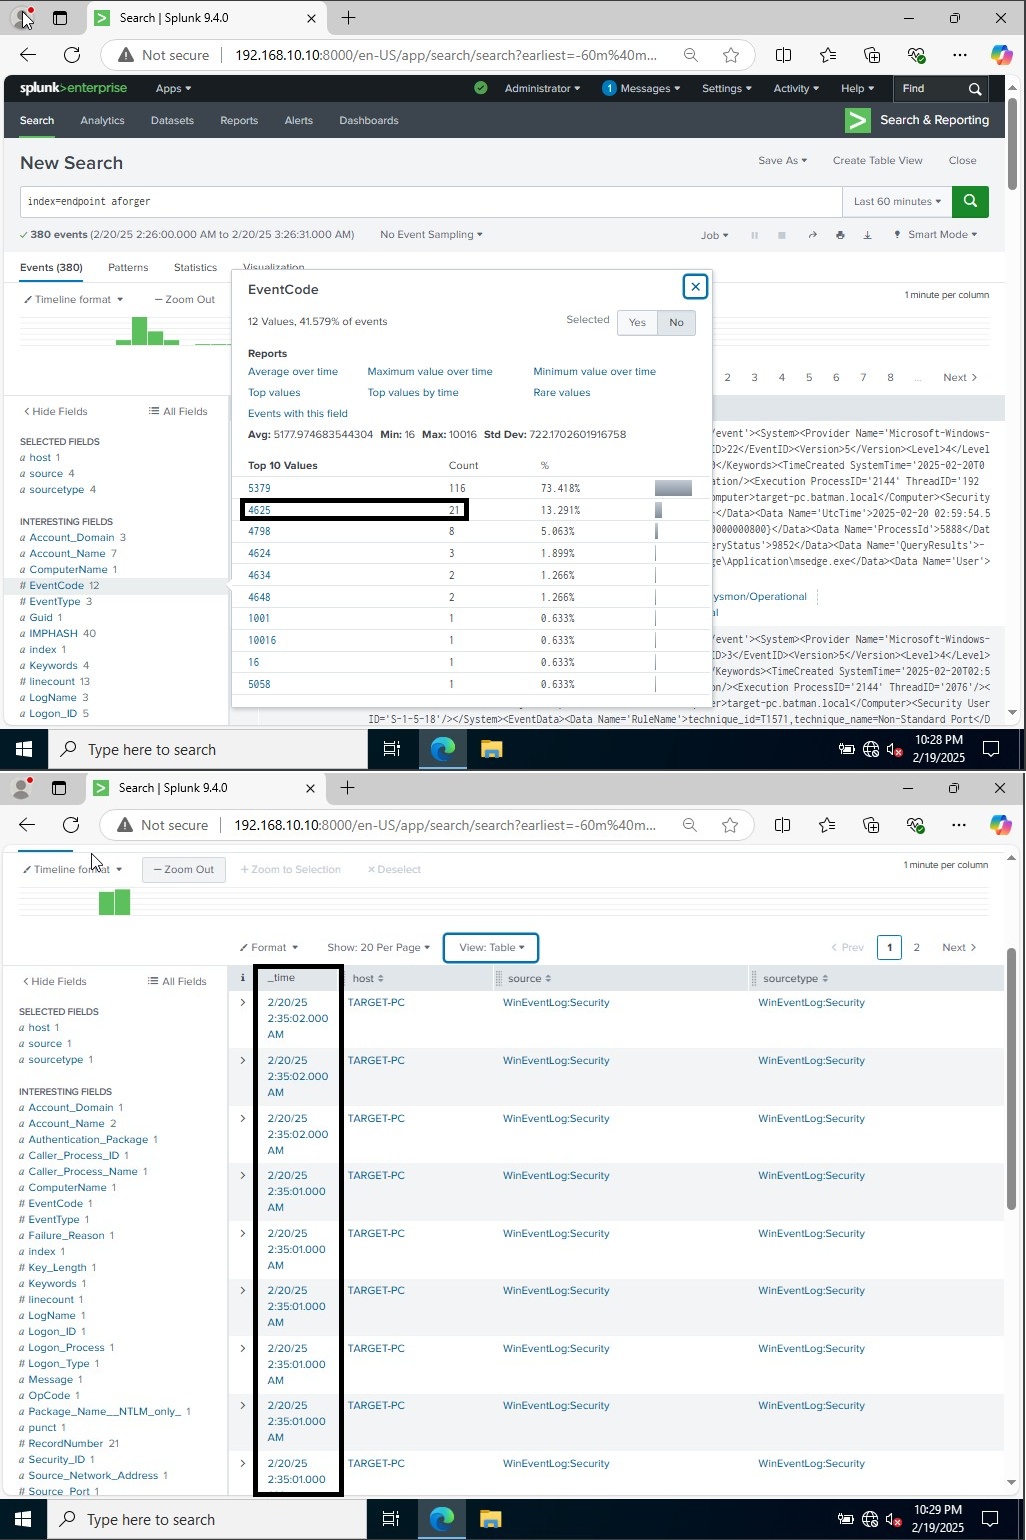 Search | Splunk 9.4.0
Not secure 192.168.10.10:8000/en-US/app/search/search?earliest=-60m%40m...
splunk>enterprise Apps Administrator 1 Messages Settings Activity Help Find
Search Analytics Datasets Reports Alerts Dashboards Search & Reporting
New Search Save As Create Table View Close
index=endpoint aforger Last 60 minutes
380 events (2/20/25 2:26:00.000 AM to 2/20/25 3:26:31.000 AM) No Event Sampling Job Smart Mode
Events (380) Patterns Statistics Visualization
Timeline format — Zoom Out 1 minute per column
EventCode
12 Values, 41.579% of events Selected Yes No
Reports
Average over time Maximum value over time Minimum value over time
Top values Top values by time Rare values
Events with this field
Avg: 5177.974683544304 Min: 16 Max: 10016 Std Dev: 722.1702601916758
Top 10 Values Count %
5379 116 73.418%
4625 21 13.291%
4798 8 5.063%
4624 3 1.899%
4634 2 1.266%
4648 2 1.266%
1001 1 0.633%
10016 1 0.633%
16 1 0.633%
5058 1 0.633%
2 3 4 5 6 7 8 ... Next >
< Hide Fields All Fields
SELECTED FIELDS
a host 1
a source 4
a sourcetype 4
INTERESTING FIELDS
a Account_Domain 3
a Account_Name 7
a ComputerName 1
# EventCode 12
# EventType 3
a Guid 1
a IMPHASH 40
a index 1
a Keywords 4
# linecount 13
a LogName 3
a Logon_ID 5
/event'><System><Provider Name='Microsoft-Windows-
ID>22</EventID><Version>5</Version><Level>4</Level
0</Keywords><TimeCreated SystemTime='2025-02-20T0
ation/><Execution ProcessID='2144' ThreadID='192
omputer>target-pc.batman.local</Computer><Security
</Data><Data Name='UtcTime'>2025-02-20 02:59:54.5
0000000800}</Data><Data Name='ProcessId'>5888</Dat
eryStatus'>9852</Data><Data Name='QueryResults'>-
ge\Application\msedge.exe</Data><Data Name='User'>
ysmon/Operational
al
/event'><System><Provider Name='Microsoft-Windows-
ID>3</EventID><Version>5</Version><Level>4</Level>
/Keywords><TimeCreated SystemTime='2025-02-20T02:5
on/><Execution ProcessID='2144' ThreadID='2076'/><
omputer>target-pc.batman.local</Computer><Security User
ID='S-1-5-18'/></System><EventData><Data Name='RuleName'>technique_id=T1571,technique_name=Non-Standard Port</D
Type here to search 10:28 PM
2/19/2025
Search | Splunk 9.4.0
Not secure 192.168.10.10:8000/en-US/app/search/search?earliest=-60m%40m...
Timeline format — Zoom Out + Zoom to Selection × Deselect 1 minute per column
Format Show: 20 Per Page View: Table < Prev 1 2 Next >
< Hide Fields All Fields
SELECTED FIELDS
a host 1
a source 1
a sourcetype 1
INTERESTING FIELDS
a Account_Domain 1
a Account_Name 2
a Authentication_Package 1
a Caller_Process_ID 1
a Caller_Process_Name 1
a ComputerName 1
# EventCode 1
# EventType 1
a Failure_Reason 1
a index 1
# Key_Length 1
a Keywords 1
# linecount 1
a LogName 1
a Logon_ID 1
a Logon_Process 1
# Logon_Type 1
a Message 1
a OpCode 1
a Package_Name__NTLM_only_ 1
a punct 1
# RecordNumber 21
a Security_ID 1
a Source_Network_Address 1
# Source_Port 1
i _time host source sourcetype
2/20/25 TARGET-PC WinEventLog:Security WinEventLog:Security
2:35:02.000
AM
2/20/25 TARGET-PC WinEventLog:Security WinEventLog:Security
2:35:02.000
AM
2/20/25 TARGET-PC WinEventLog:Security WinEventLog:Security
2:35:02.000
AM
2/20/25 TARGET-PC WinEventLog:Security WinEventLog:Security
2:35:01.000
AM
2/20/25 TARGET-PC WinEventLog:Security WinEventLog:Security
2:35:01.000
AM
2/20/25 TARGET-PC WinEventLog:Security WinEventLog:Security
2:35:01.000
AM
2/20/25 TARGET-PC WinEventLog:Security WinEventLog:Security
2:35:01.000
AM
2/20/25 TARGET-PC WinEventLog:Security WinEventLog:Security
2:35:01.000
AM
2/20/25 TARGET-PC WinEventLog:Security WinEventLog:Security
2:35:01.000
Type here to search 10:29 PM
2/19/2025